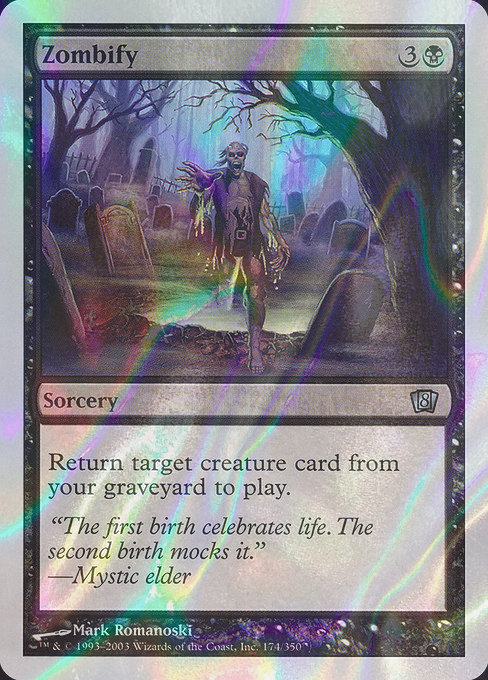 Zombify 3
Sorcery 8
Return target creature card from
your graveyard to play.
“The first birth celebrates life. The
second birth mocks it.”
—Mystic elder
Mark Romanoski
™ & © 1993–2003 Wizards of the Coast, Inc. 174/350